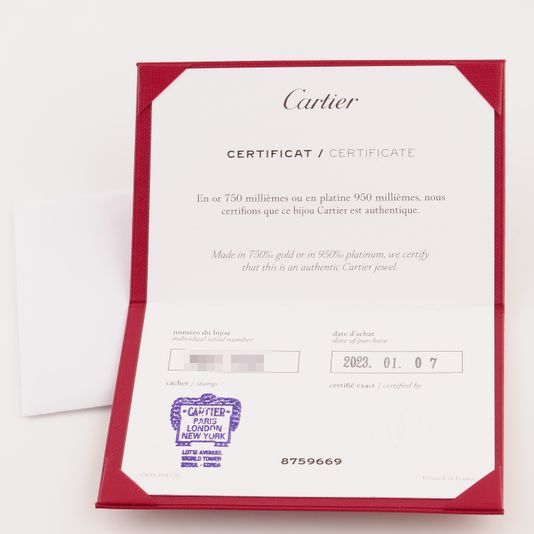 Cartier
CERTIFICAT / CERTIFICATE
En or 750 millièmes ou en platine 950 millièmes, nous
certifions que ce bijou Cartier est authentique.
Made in 750‰ gold or in 950‰ platinum, we certify
that this is an authentic Cartier jewel.
numéro du bijou
individual serial number
date d'achat
date of purchase
2023. 01. 07
cachet / stamp
certifié exact / certified by
CARTIER
PARIS
LONDON
NEW YORK
LOTTE AVENUEL
WORLD TOWER
SEOUL - KOREA
8759669
Printed in France